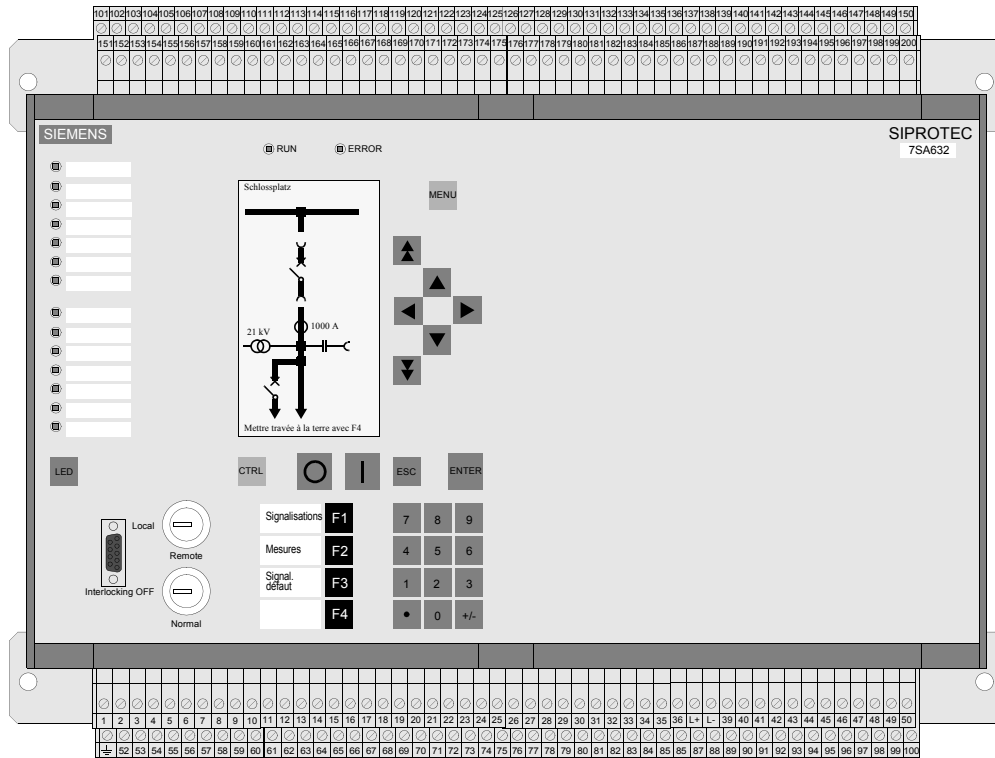 101 102 103 104 105 106 107 108 109 110 111 112 113 114 115 116 117 118 119 120 121 122 123 124 125 126 127 128 129 130 131 132 133 134 135 136 137 138 139 140 141 142 143 144 145 146 147 148 149 150
151 152 153 154 155 156 157 158 159 160 161 162 163 164 165 166 167 168 169 170 171 172 173 174 175 176 177 178 179 180 181 182 183 184 185 186 187 188 189 190 191 192 193 194 195 196 197 198 199 200
SIEMENS
SIPROTEC
7SA632
RUN
ERROR
Schlossplatz
MENU
21 kV
1000 A
Mettre travée à la terre avec F4
LED
CTRL
ESC
ENTER
Local
Remote
Interlocking OFF
Normal
Signalisations F1
Mesures F2
Signal.
défaut F3
F4
7 8 9
4 5 6
1 2 3
• 0 +/-
1 2 3 4 5 6 7 8 9 10 11 12 13 14 15 16 17 18 19 20 21 22 23 24 25 26 27 28 29 30 31 32 33 34 35 36 L+ L- 39 40 41 42 43 44 45 46 47 48 49 50
52 53 54 55 56 57 58 59 60 61 62 63 64 65 66 67 68 69 70 71 72 73 74 75 76 77 78 79 80 81 82 83 84 85 85 87 88 89 90 91 92 93 94 95 96 97 98 99 100